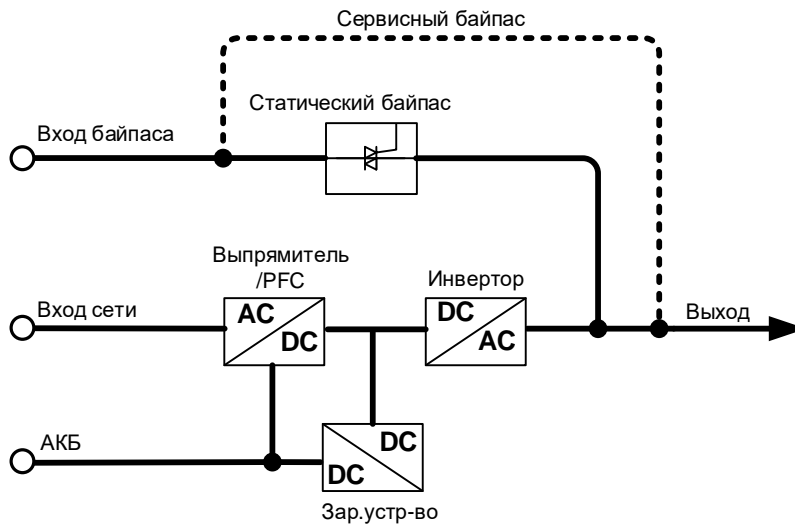 Сервисный байпас
Статический байпас
Вход байпаса
Выпрямитель
/PFC
Инвертор
Вход сети
AC
DC
DC
AC
Выход
АКБ
DC
DC
Зар.устр-во